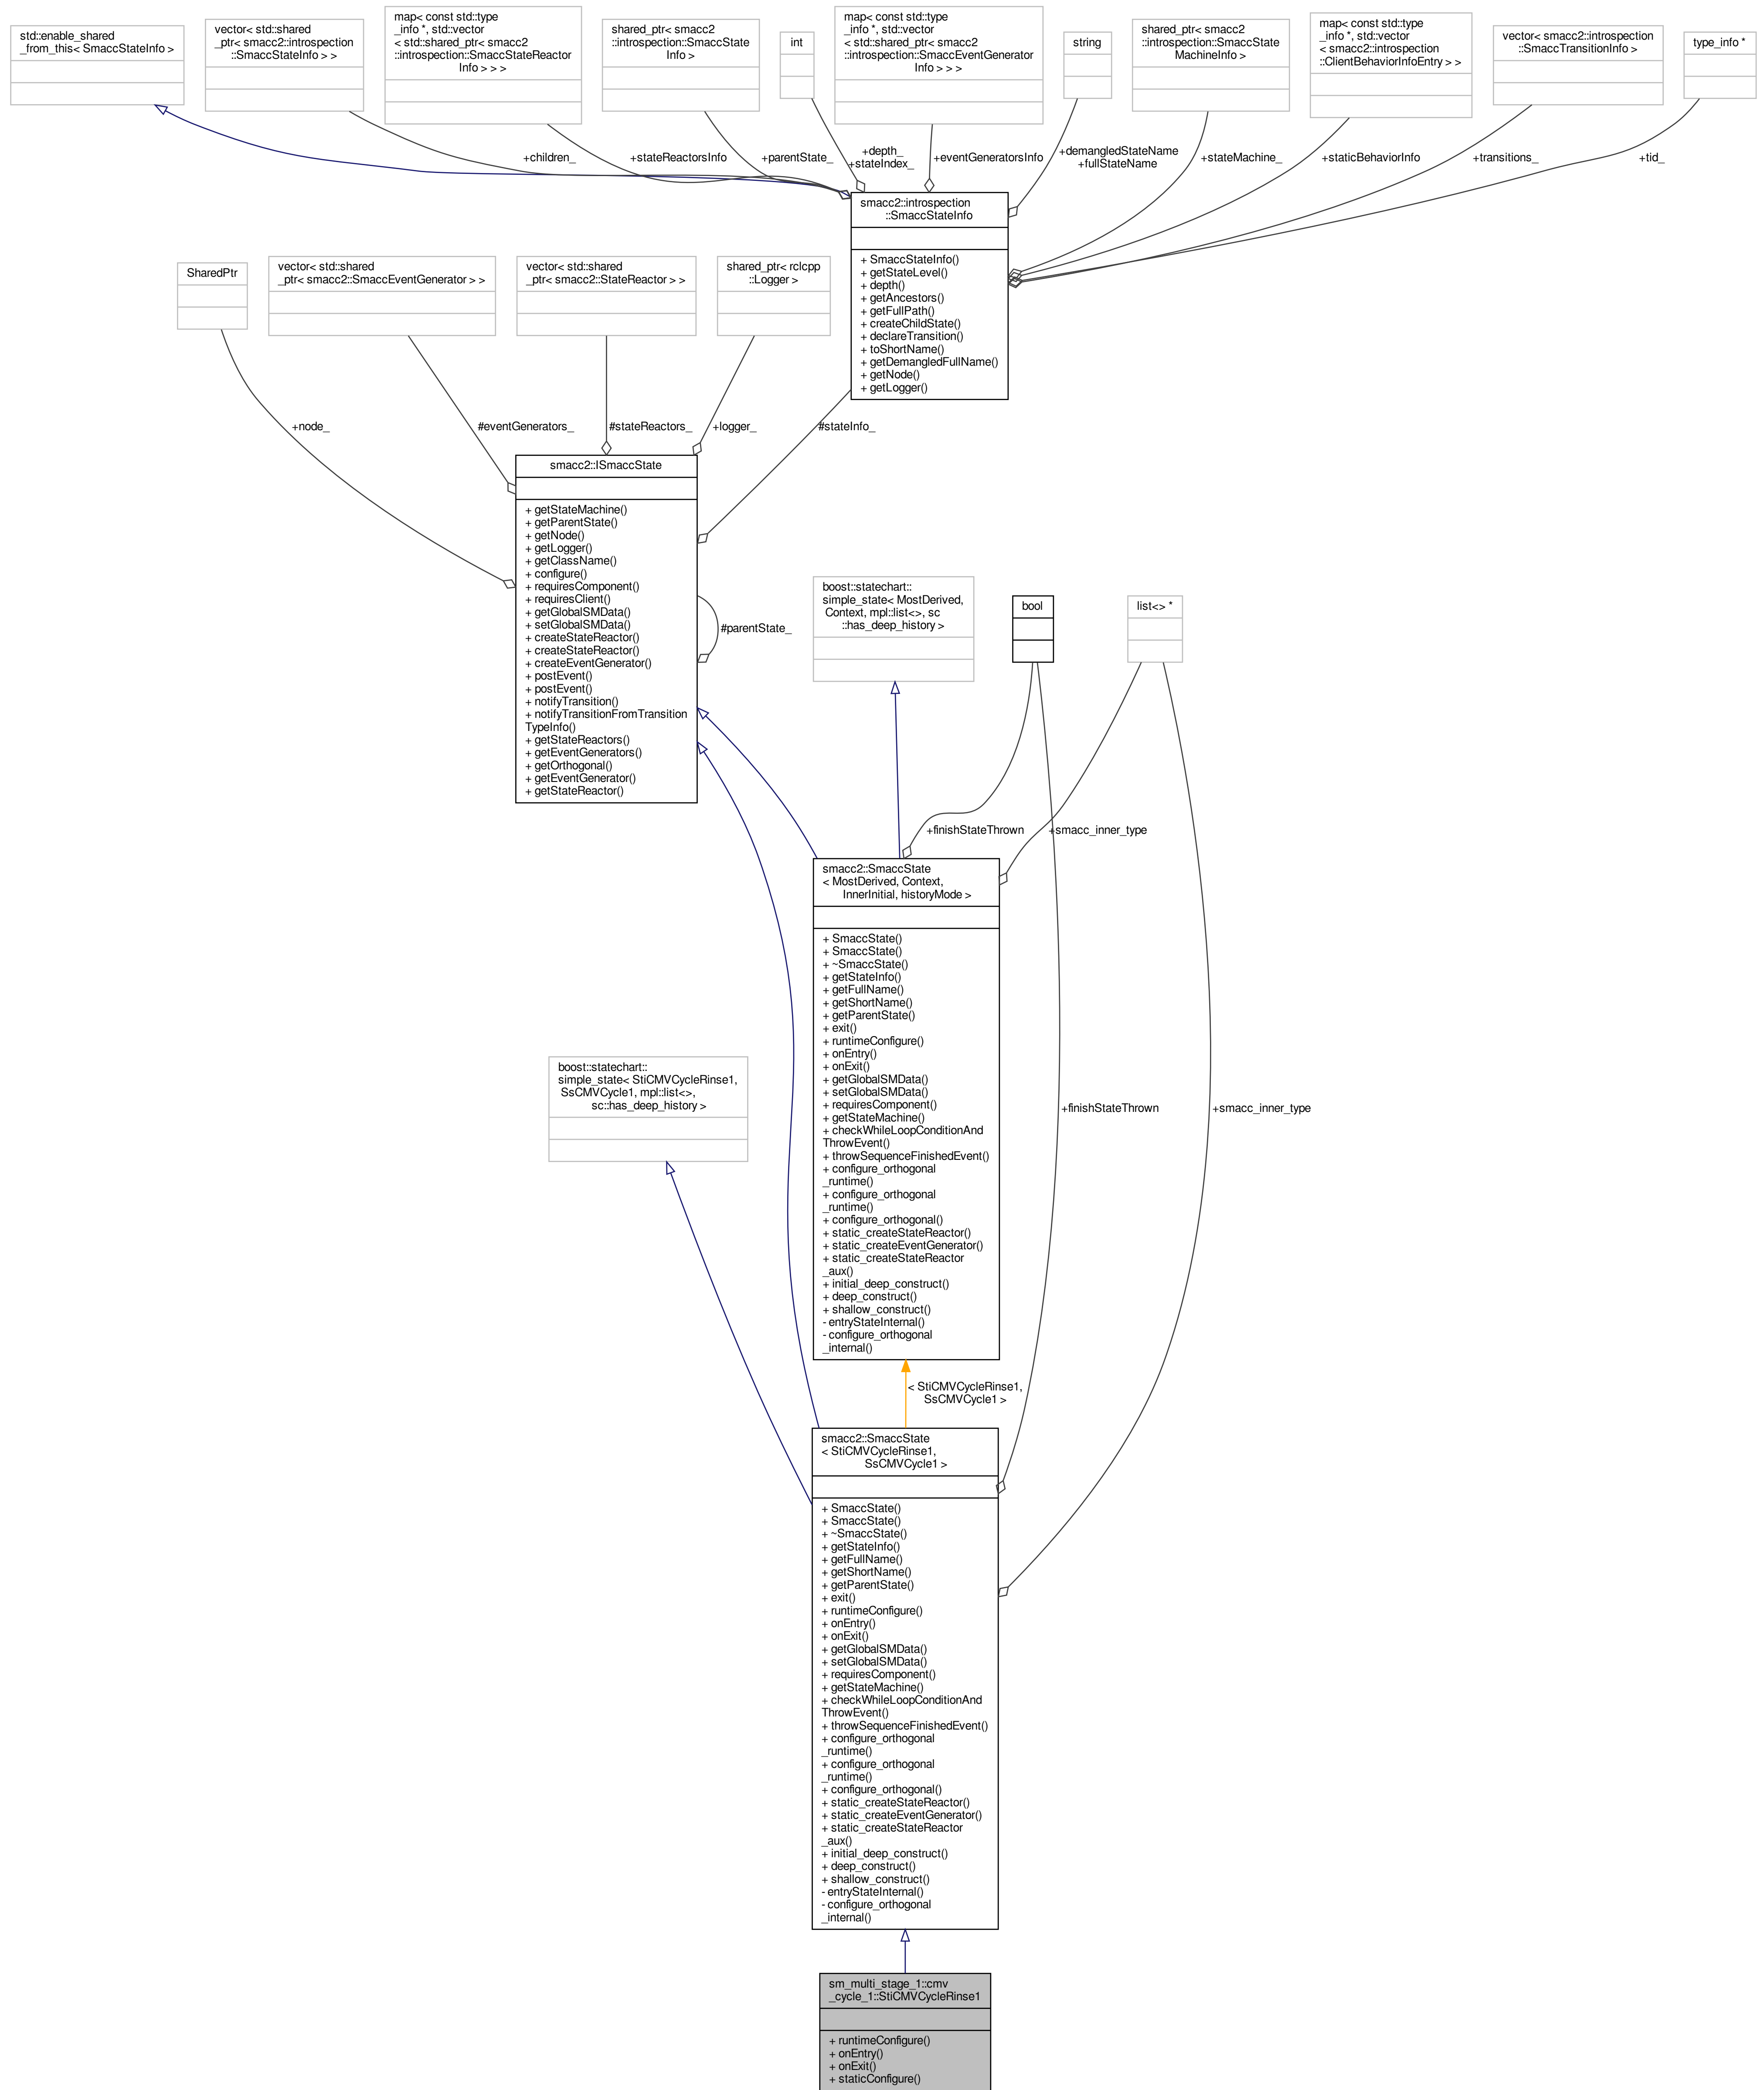 std::enable_shared
_from_this< SmaccStateInfo >
vector< std::shared
_ptr< smacc2::introspection
::SmaccStateInfo > >
map< const std::type
_info *, std::vector
< std::shared_ptr< smacc2
::introspection::SmaccStateReactor
Info > > >
shared_ptr< smacc2
::introspection::SmaccState
Info >
int
map< const std::type
_info *, std::vector
< std::shared_ptr< smacc2
::introspection::SmaccEventGenerator
Info > > >
string
shared_ptr< smacc2
::introspection::SmaccState
MachineInfo >
map< const std::type
_info *, std::vector
< smacc2::introspection
::ClientBehaviorInfoEntry > >
vector< smacc2::introspection
::SmaccTransitionInfo >
type_info *
+children_
+stateReactorsInfo
+parentState_
+depth_
+stateIndex_
+eventGeneratorsInfo
+demangledStateName
+fullStateName
+stateMachine_
+staticBehaviorInfo
+transitions_
+tid_
smacc2::introspection
::SmaccStateInfo
+ SmaccStateInfo()
+ getStateLevel()
+ depth()
+ getAncestors()
+ getFullPath()
+ createChildState()
+ declareTransition()
+ toShortName()
+ getDemangledFullName()
+ getNode()
+ getLogger()
SharedPtr
vector< std::shared
_ptr< smacc2::SmaccEventGenerator > >
vector< std::shared
_ptr< smacc2::StateReactor > >
shared_ptr< rclcpp
::Logger >
+node_
#eventGenerators_
#stateReactors_
+logger_
#stateInfo_
smacc2::ISmaccState
+ getStateMachine()
+ getParentState()
+ getNode()
+ getLogger()
+ getClassName()
+ configure()
+ requiresComponent()
+ requiresClient()
+ getGlobalSMData()
+ setGlobalSMData()
+ createStateReactor()
+ createStateReactor()
+ createEventGenerator()
+ postEvent()
+ postEvent()
+ notifyTransition()
+ notifyTransitionFromTransition
TypeInfo()
+ getStateReactors()
+ getEventGenerators()
+ getOrthogonal()
+ getEventGenerator()
+ getStateReactor()
#parentState_
boost::statechart::
simple_state< MostDerived,
Context, mpl::list<>, sc
::has_deep_history >
bool
list<> *
+finishStateThrown
+smacc_inner_type
smacc2::SmaccState
< MostDerived, Context,
InnerInitial, historyMode >
+ SmaccState()
+ SmaccState()
+ ~SmaccState()
+ getStateInfo()
+ getFullName()
+ getShortName()
+ getParentState()
+ exit()
+ runtimeConfigure()
+ onEntry()
+ onExit()
+ getGlobalSMData()
+ setGlobalSMData()
+ requiresComponent()
+ getStateMachine()
+ checkWhileLoopConditionAnd
ThrowEvent()
+ throwSequenceFinishedEvent()
+ configure_orthogonal
_runtime()
+ configure_orthogonal
_runtime()
+ configure_orthogonal()
+ static_createStateReactor()
+ static_createEventGenerator()
+ static_createStateReactor
_aux()
+ initial_deep_construct()
+ deep_construct()
+ shallow_construct()
- entryStateInternal()
- configure_orthogonal
_internal()
boost::statechart::
simple_state< StiCMVCycleRinse1,
SsCMVCycle1, mpl::list<>,
sc::has_deep_history >
+finishStateThrown
+smacc_inner_type
< StiCMVCycleRinse1,
SsCMVCycle1 >
smacc2::SmaccState
< StiCMVCycleRinse1,
SsCMVCycle1 >
+ SmaccState()
+ SmaccState()
+ ~SmaccState()
+ getStateInfo()
+ getFullName()
+ getShortName()
+ getParentState()
+ exit()
+ runtimeConfigure()
+ onEntry()
+ onExit()
+ getGlobalSMData()
+ setGlobalSMData()
+ requiresComponent()
+ getStateMachine()
+ checkWhileLoopConditionAnd
ThrowEvent()
+ throwSequenceFinishedEvent()
+ configure_orthogonal
_runtime()
+ configure_orthogonal
_runtime()
+ configure_orthogonal()
+ static_createStateReactor()
+ static_createEventGenerator()
+ static_createStateReactor
_aux()
+ initial_deep_construct()
+ deep_construct()
+ shallow_construct()
- entryStateInternal()
- configure_orthogonal
_internal()
sm_multi_stage_1::cmv
_cycle_1::StiCMVCycleRinse1
+ runtimeConfigure()
+ onEntry()
+ onExit()
+ staticConfigure()